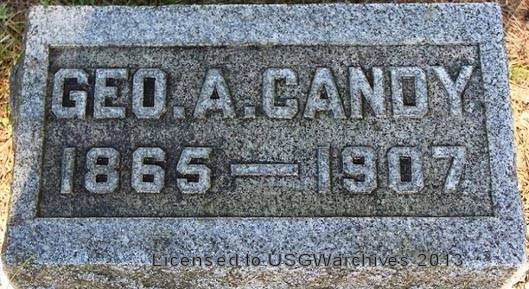 GEO. A. CANDY
1865 — 1907
Licensed to USGWarchives 2013